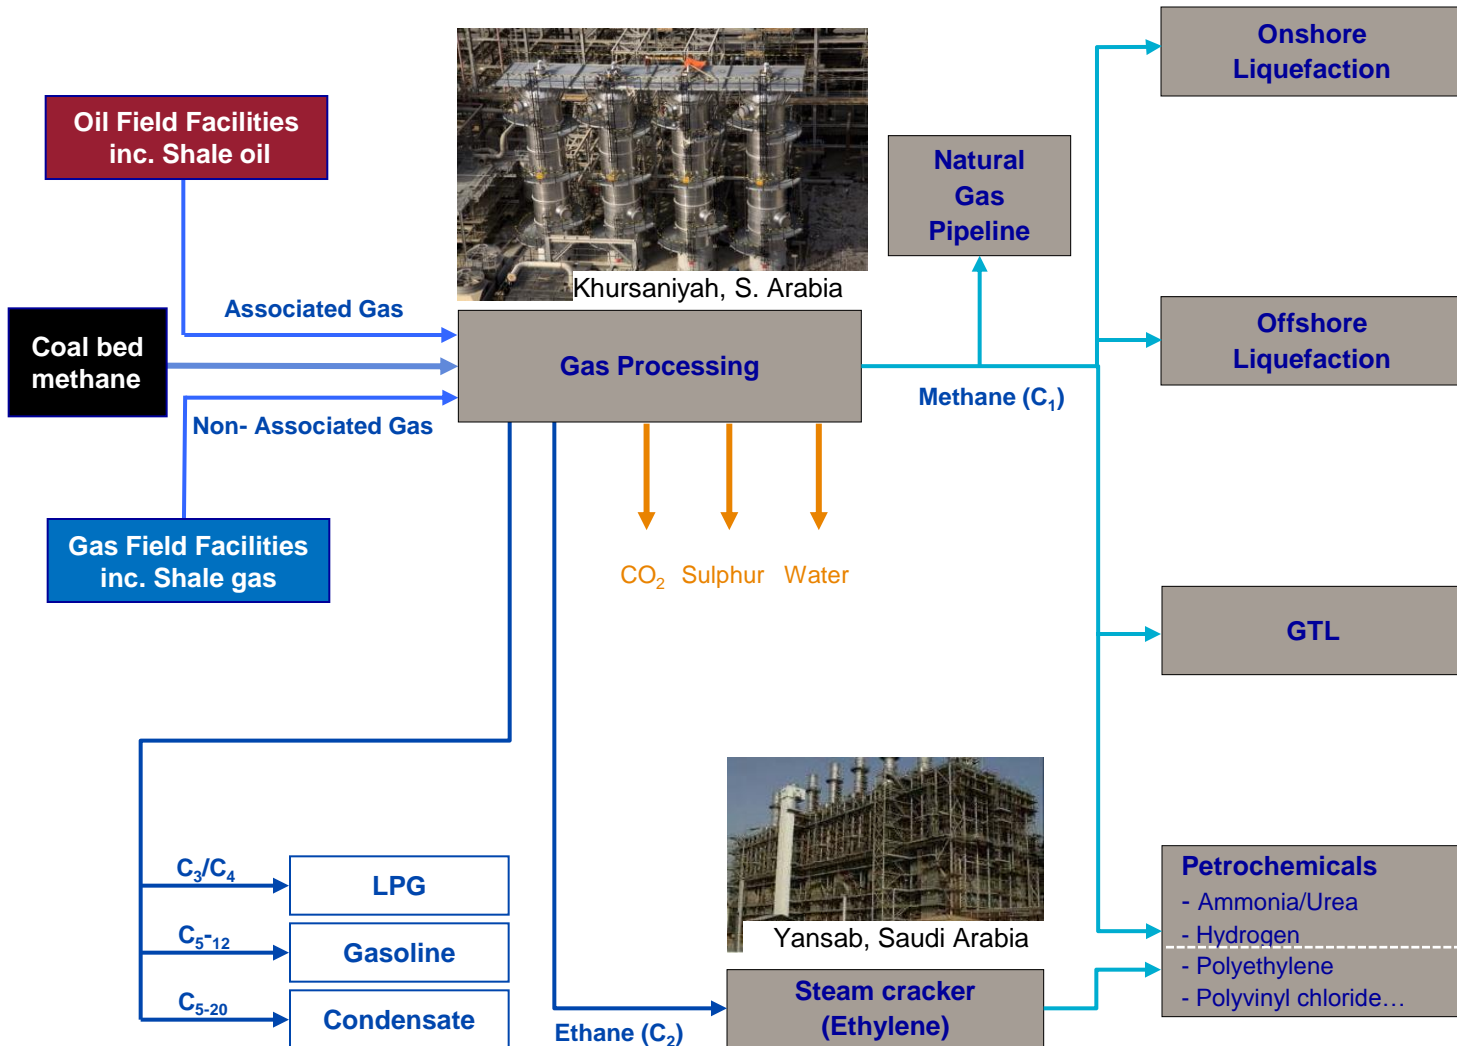 Onshore
Liquefaction
Oil Field Facilities
inc. Shale oil
Natural
Gas
Pipeline
Khursaniyah, S. Arabia
Associated Gas
Offshore
Liquefaction
Coal bed
methane
Gas Processing
Methane (C₁)
Non- Associated Gas
Gas Field Facilities
inc. Shale gas
CO₂ Sulphur Water
GTL
C₃/C₄
LPG
C₅-₁₂
Gasoline
C₅₋₂₀
Condensate
Yansab, Saudi Arabia
Steam cracker
(Ethylene)
Ethane (C₂)
Petrochemicals
- Ammonia/Urea
- Hydrogen
- Polyethylene
- Polyvinyl chloride…